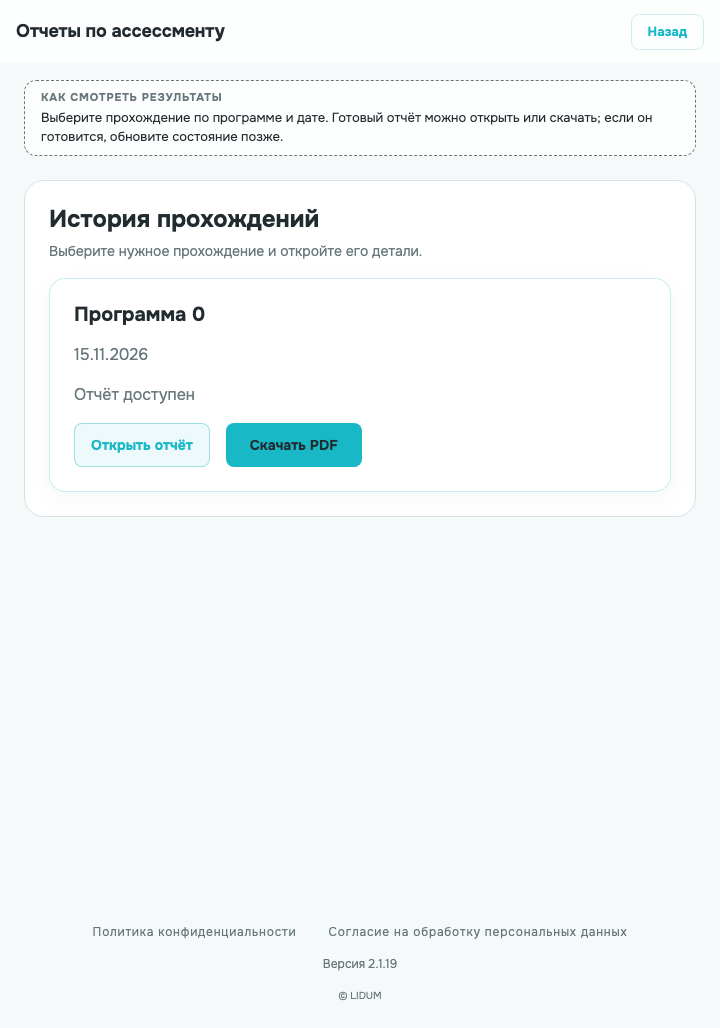 Отчеты по ассессменту
Назад
КАК СМОТРЕТЬ РЕЗУЛЬТАТЫ
Выберите прохождение по программе и дате. Готовый отчёт можно открыть или скачать; если он
готовится, обновите состояние позже.
История прохождений
Выберите нужное прохождение и откройте его детали.
Программа 0
15.11.2026
Отчёт доступен
Открыть отчёт
Скачать PDF
Политика конфиденциальности
Согласие на обработку персональных данных
Версия 2.1.19
© LIDUM